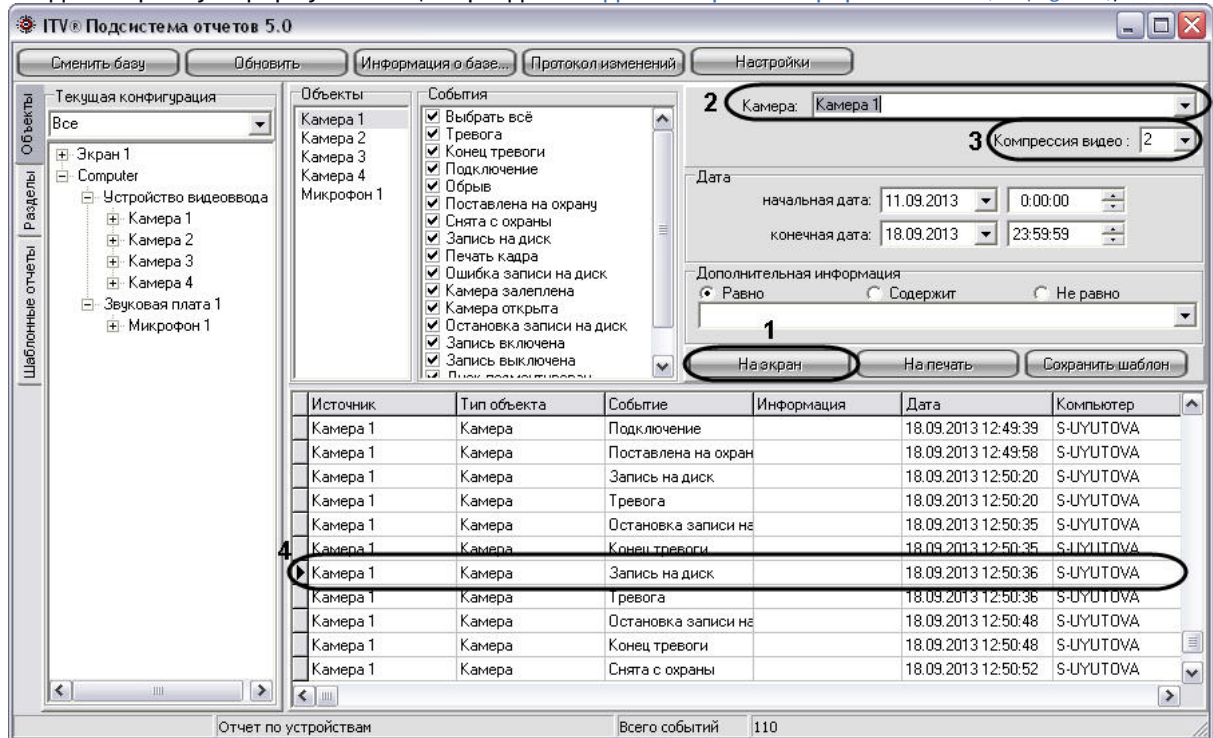 ITV® Подсистема отчетов 5.0
Сменить базу Обновить Информация о базе... Протокол изменений Настройки
Объекты
Разделы
Шаблонные отчеты
Текущая конфигурация
Все
Экран 1
Computer
Устройство видеоввода
Камера 1
Камера 2
Камера 3
Камера 4
Звуковая плата 1
Микрофон 1
Объекты
Камера 1
Камера 2
Камера 3
Камера 4
Микрофон 1
События
Выбрать всё
Тревога
Конец тревоги
Подключение
Обрыв
Поставлена на охрану
Снята с охраны
Запись на диск
Печать кадра
Ошибка записи на диск
Камера залеплена
Камера открыта
Остановка записи на диск
Запись включена
Запись выключена
2 Камера: Камера 1
3 Компрессия видео : 2
Дата
начальная дата: 11.09.2013 0:00:00
конечная дата: 18.09.2013 23:59:59
Дополнительная информация
Равно Содержит Не равно
1
На экран На печать Сохранить шаблон
Источник Тип объекта Событие Информация Дата Компьютер
Камера 1 Камера Подключение 18.09.2013 12:49:39 S-UYUTOVA
Камера 1 Камера Поставлена на охран 18.09.2013 12:49:58 S-UYUTOVA
Камера 1 Камера Запись на диск 18.09.2013 12:50:20 S-UYUTOVA
Камера 1 Камера Тревога 18.09.2013 12:50:20 S-UYUTOVA
Камера 1 Камера Остановка записи на 18.09.2013 12:50:35 S-UYUTOVA
Камера 1 Камера Конец тревоги 18.09.2013 12:50:35 S-UYUTOVA
4
Камера 1 Камера Запись на диск 18.09.2013 12:50:36 S-UYUTOVA
Камера 1 Камера Тревога 18.09.2013 12:50:36 S-UYUTOVA
Камера 1 Камера Остановка записи на 18.09.2013 12:50:48 S-UYUTOVA
Камера 1 Камера Конец тревоги 18.09.2013 12:50:48 S-UYUTOVA
Камера 1 Камера Снята с охраны 18.09.2013 12:50:52 S-UYUTOVA
Отчет по устройствам Всего событий 110